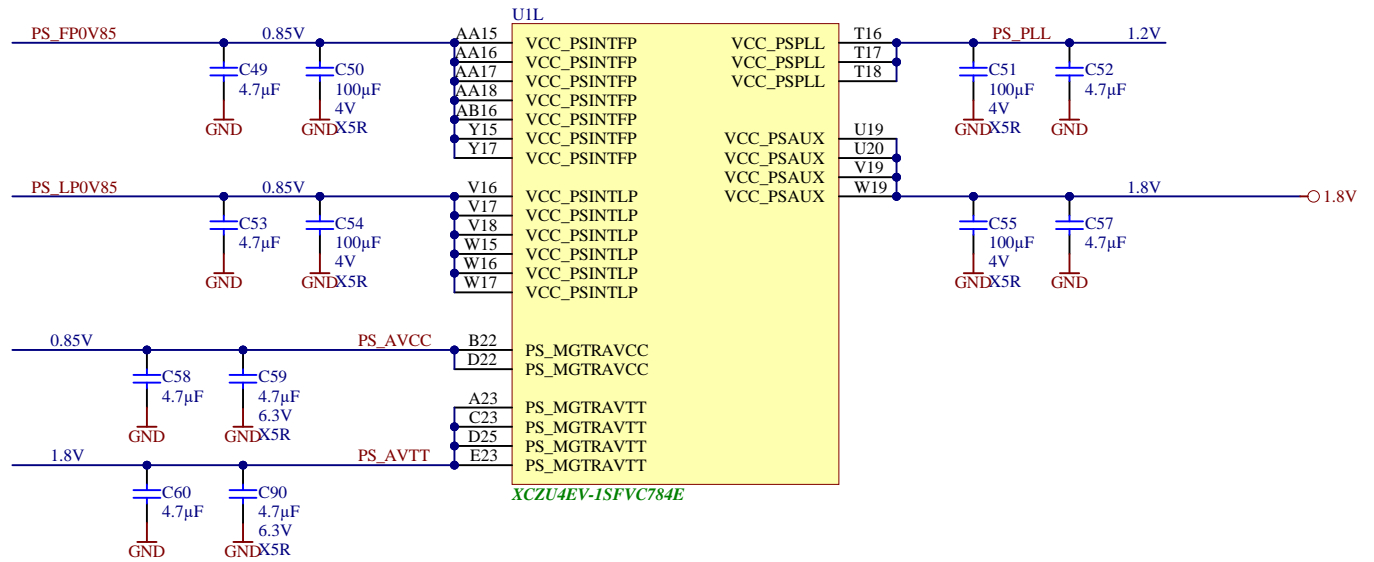 U1L
PS_FP0V85
0.85V
C49
4.7µF
GND
C50
100µF
4V
X5R
GND
AA15
AA16
AA17
AA18
AB16
Y15
Y17
VCC_PSINTFP
VCC_PSINTFP
VCC_PSINTFP
VCC_PSINTFP
VCC_PSINTFP
VCC_PSINTFP
VCC_PSINTFP
VCC_PSPLL
VCC_PSPLL
VCC_PSPLL
T16
T17
T18
PS_PLL
1.2V
C51
100µF
4V
X5R
GND
C52
4.7µF
GND
PS_LP0V85
0.85V
C53
4.7µF
GND
C54
100µF
4V
X5R
GND
V16
V17
V18
W15
W16
W17
VCC_PSINTLP
VCC_PSINTLP
VCC_PSINTLP
VCC_PSINTLP
VCC_PSINTLP
VCC_PSINTLP
VCC_PSAUX
VCC_PSAUX
VCC_PSAUX
VCC_PSAUX
U19
U20
V19
W19
1.8V
1.8V
C55
100µF
4V
X5R
GND
C57
4.7µF
GND
0.85V
PS_AVCC
C58
4.7µF
GND
C59
4.7µF
6.3V
X5R
GND
B22
D22
PS_MGTRAVCC
PS_MGTRAVCC
A23
C23
D25
E23
PS_MGTRAVTT
PS_MGTRAVTT
PS_MGTRAVTT
PS_MGTRAVTT
1.8V
PS_AVTT
C60
4.7µF
GND
C90
4.7µF
6.3V
X5R
GND
XCZU4EV-1SFVC784E